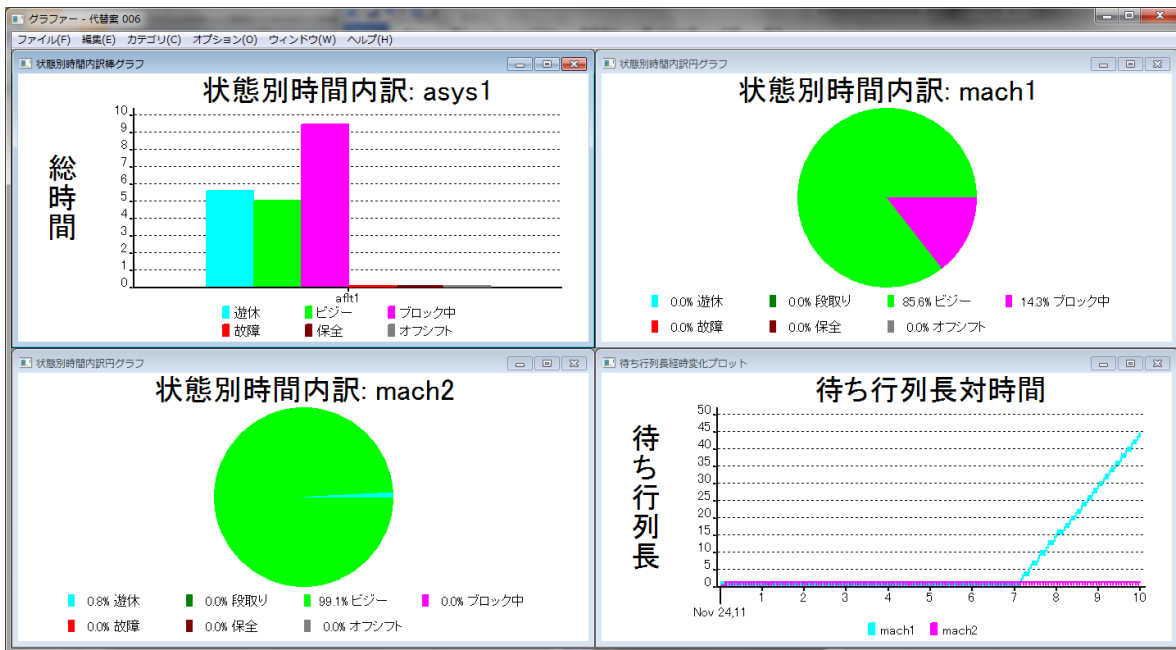 グラファー - 代替案 006
ファイル(F) 編集(E) カテゴリ(C) オプション(O) ウィンドウ(W) ヘルプ(H)
状態別時間内訳棒グラフ
状態別時間内訳: asys1
総時間
10
9
8
7
6
5
4
3
2
1
0
aflt1
遊休 ビジー ブロック中
故障 保全 オフシフト
状態別時間内訳円グラフ
状態別時間内訳: mach1
0.0% 遊休 0.0% 段取り 85.6% ビジー 14.3% ブロック中
0.0% 故障 0.0% 保全 0.0% オフシフト
状態別時間内訳円グラフ
状態別時間内訳: mach2
0.8% 遊休 0.0% 段取り 99.1% ビジー 0.0% ブロック中
0.0% 故障 0.0% 保全 0.0% オフシフト
待ち行列長経時変化プロット
待ち行列長対時間
待ち行列長
50
45
40
35
30
25
20
15
10
5
0
1 2 3 4 5 6 7 8 9 10
Nov 24,11
mach1 mach2